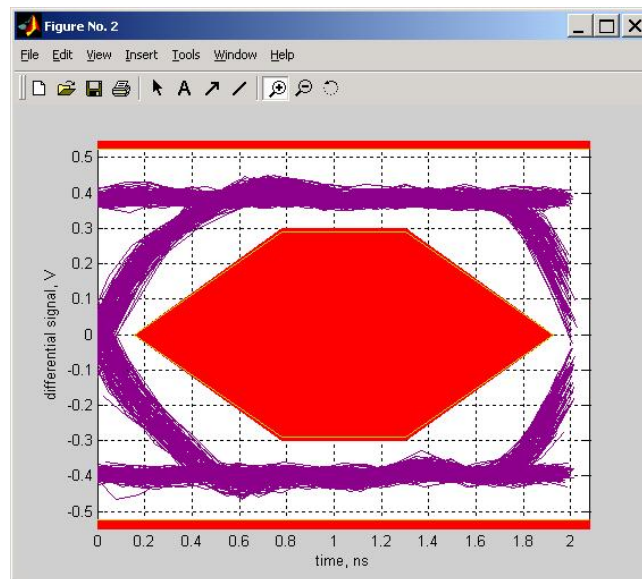 Figure No. 2
File Edit View Insert Tools Window Help
A
0.5
0.4
0.3
0.2
0.1
0
-0.1
-0.2
-0.3
-0.4
-0.5
differential signal, V
0 0.2 0.4 0.6 0.8 1 1.2 1.4 1.6 1.8 2
time, ns